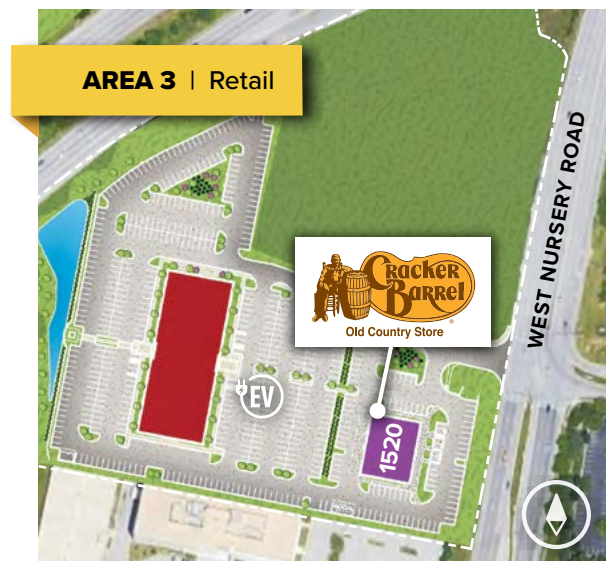 AREA 3 | Retail
WEST NURSERY ROAD
Cracker
Barrel
®
Old Country Store
EV
1520